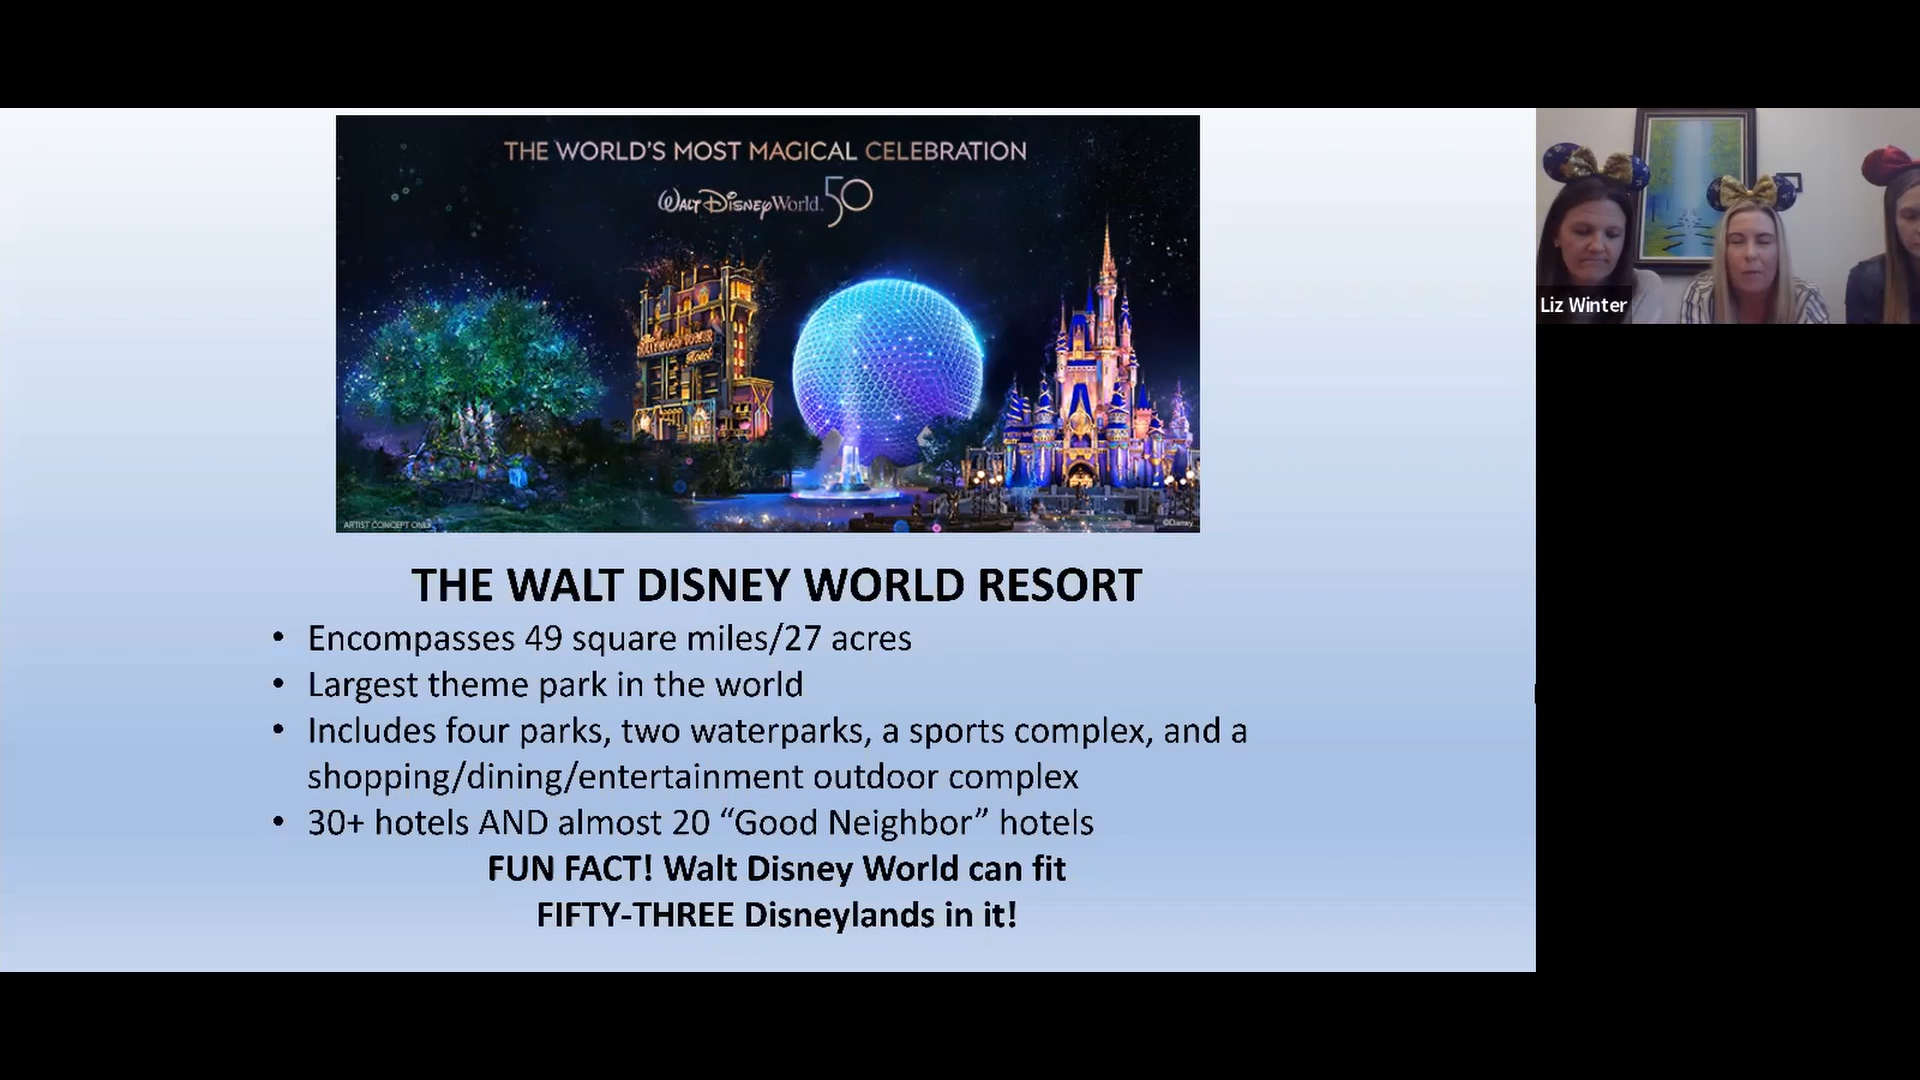 THE WORLD'S MOST MAGICAL CELEBRATION
WALT DISNEY World. 50
HOLLYWOOD TOWER
Hotel
ARTIST CONCEPT ONLY
©Disney
Liz Winter
THE WALT DISNEY WORLD RESORT
• Encompasses 49 square miles/27 acres
• Largest theme park in the world
• Includes four parks, two waterparks, a sports complex, and a
shopping/dining/entertainment outdoor complex
• 30+ hotels AND almost 20 “Good Neighbor” hotels
FUN FACT! Walt Disney World can fit
FIFTY-THREE Disneylands in it!